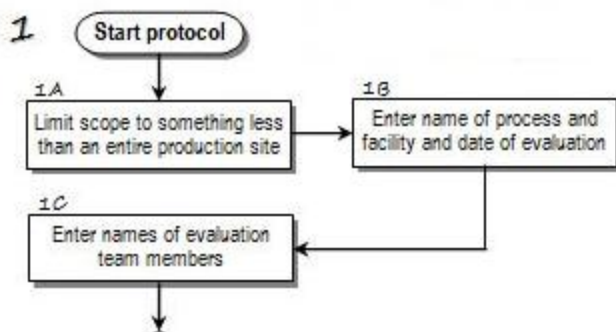 1
Start protocol
1A
Limit scope to something less
than an entire production site
1B
Enter name of process and
facility and date of evaluation
1C
Enter names of evaluation
team members